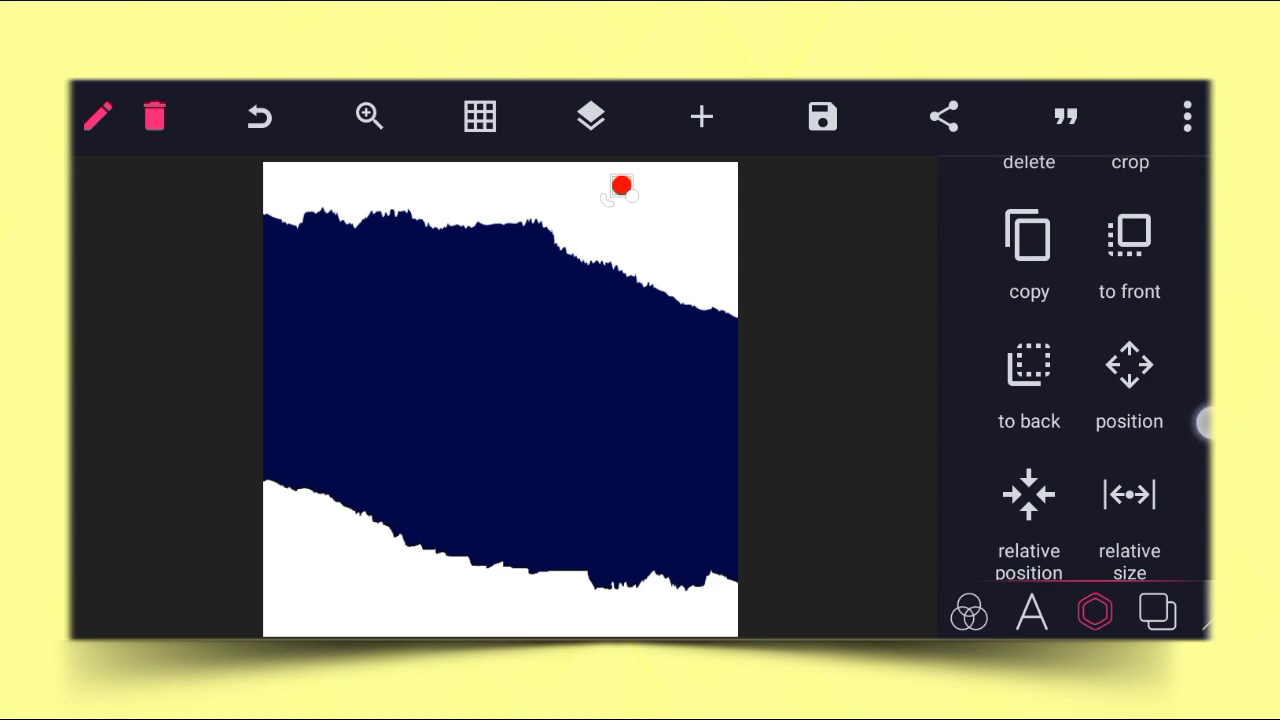 delete crop
copy to front
to back position
relative position relative size